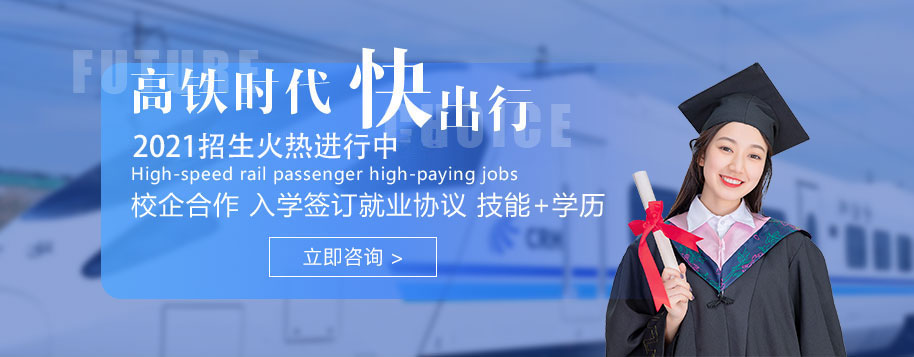 FUTURE
高铁时代 快出行
2021招生火热进行中
High-speed rail passenger high-paying jobs
校企合作 入学签订就业协议 技能+学历
立即咨询 >
CRH